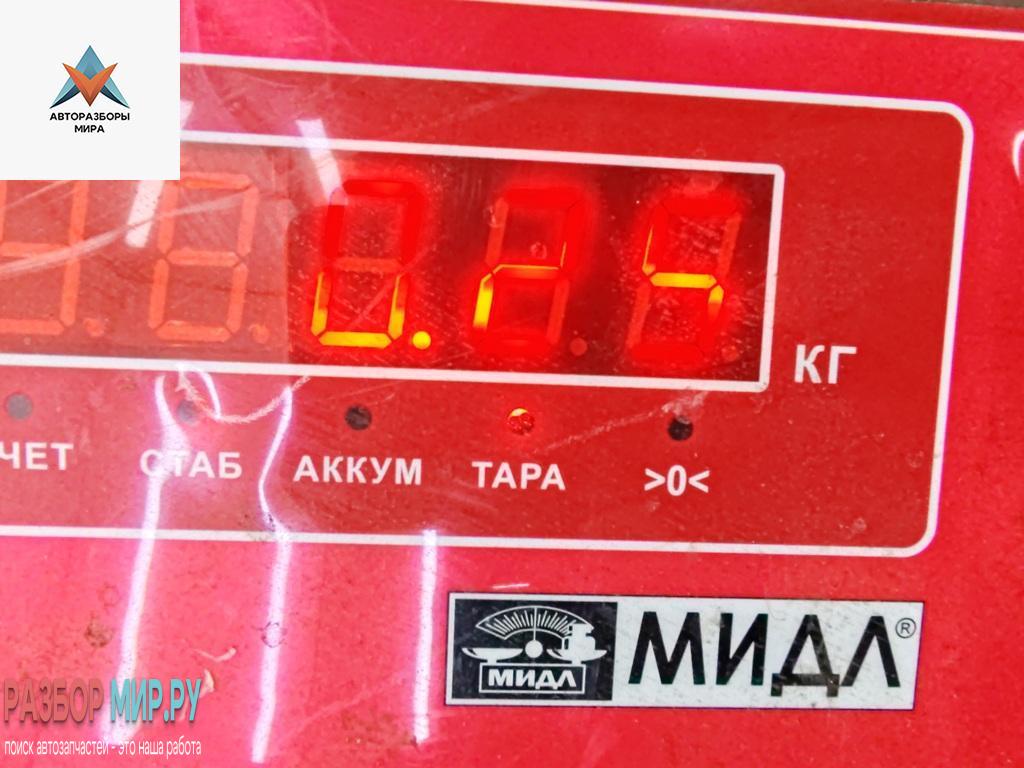 АВТОРАЗБОРЫ
МИРА
0.25
КГ
ЧЕТ СТАБ АККУМ ТАРА >0<
МИДЛ МИДЛ®
РАЗБОР МИР.РУ
поиск автозапчастей - это наша работа